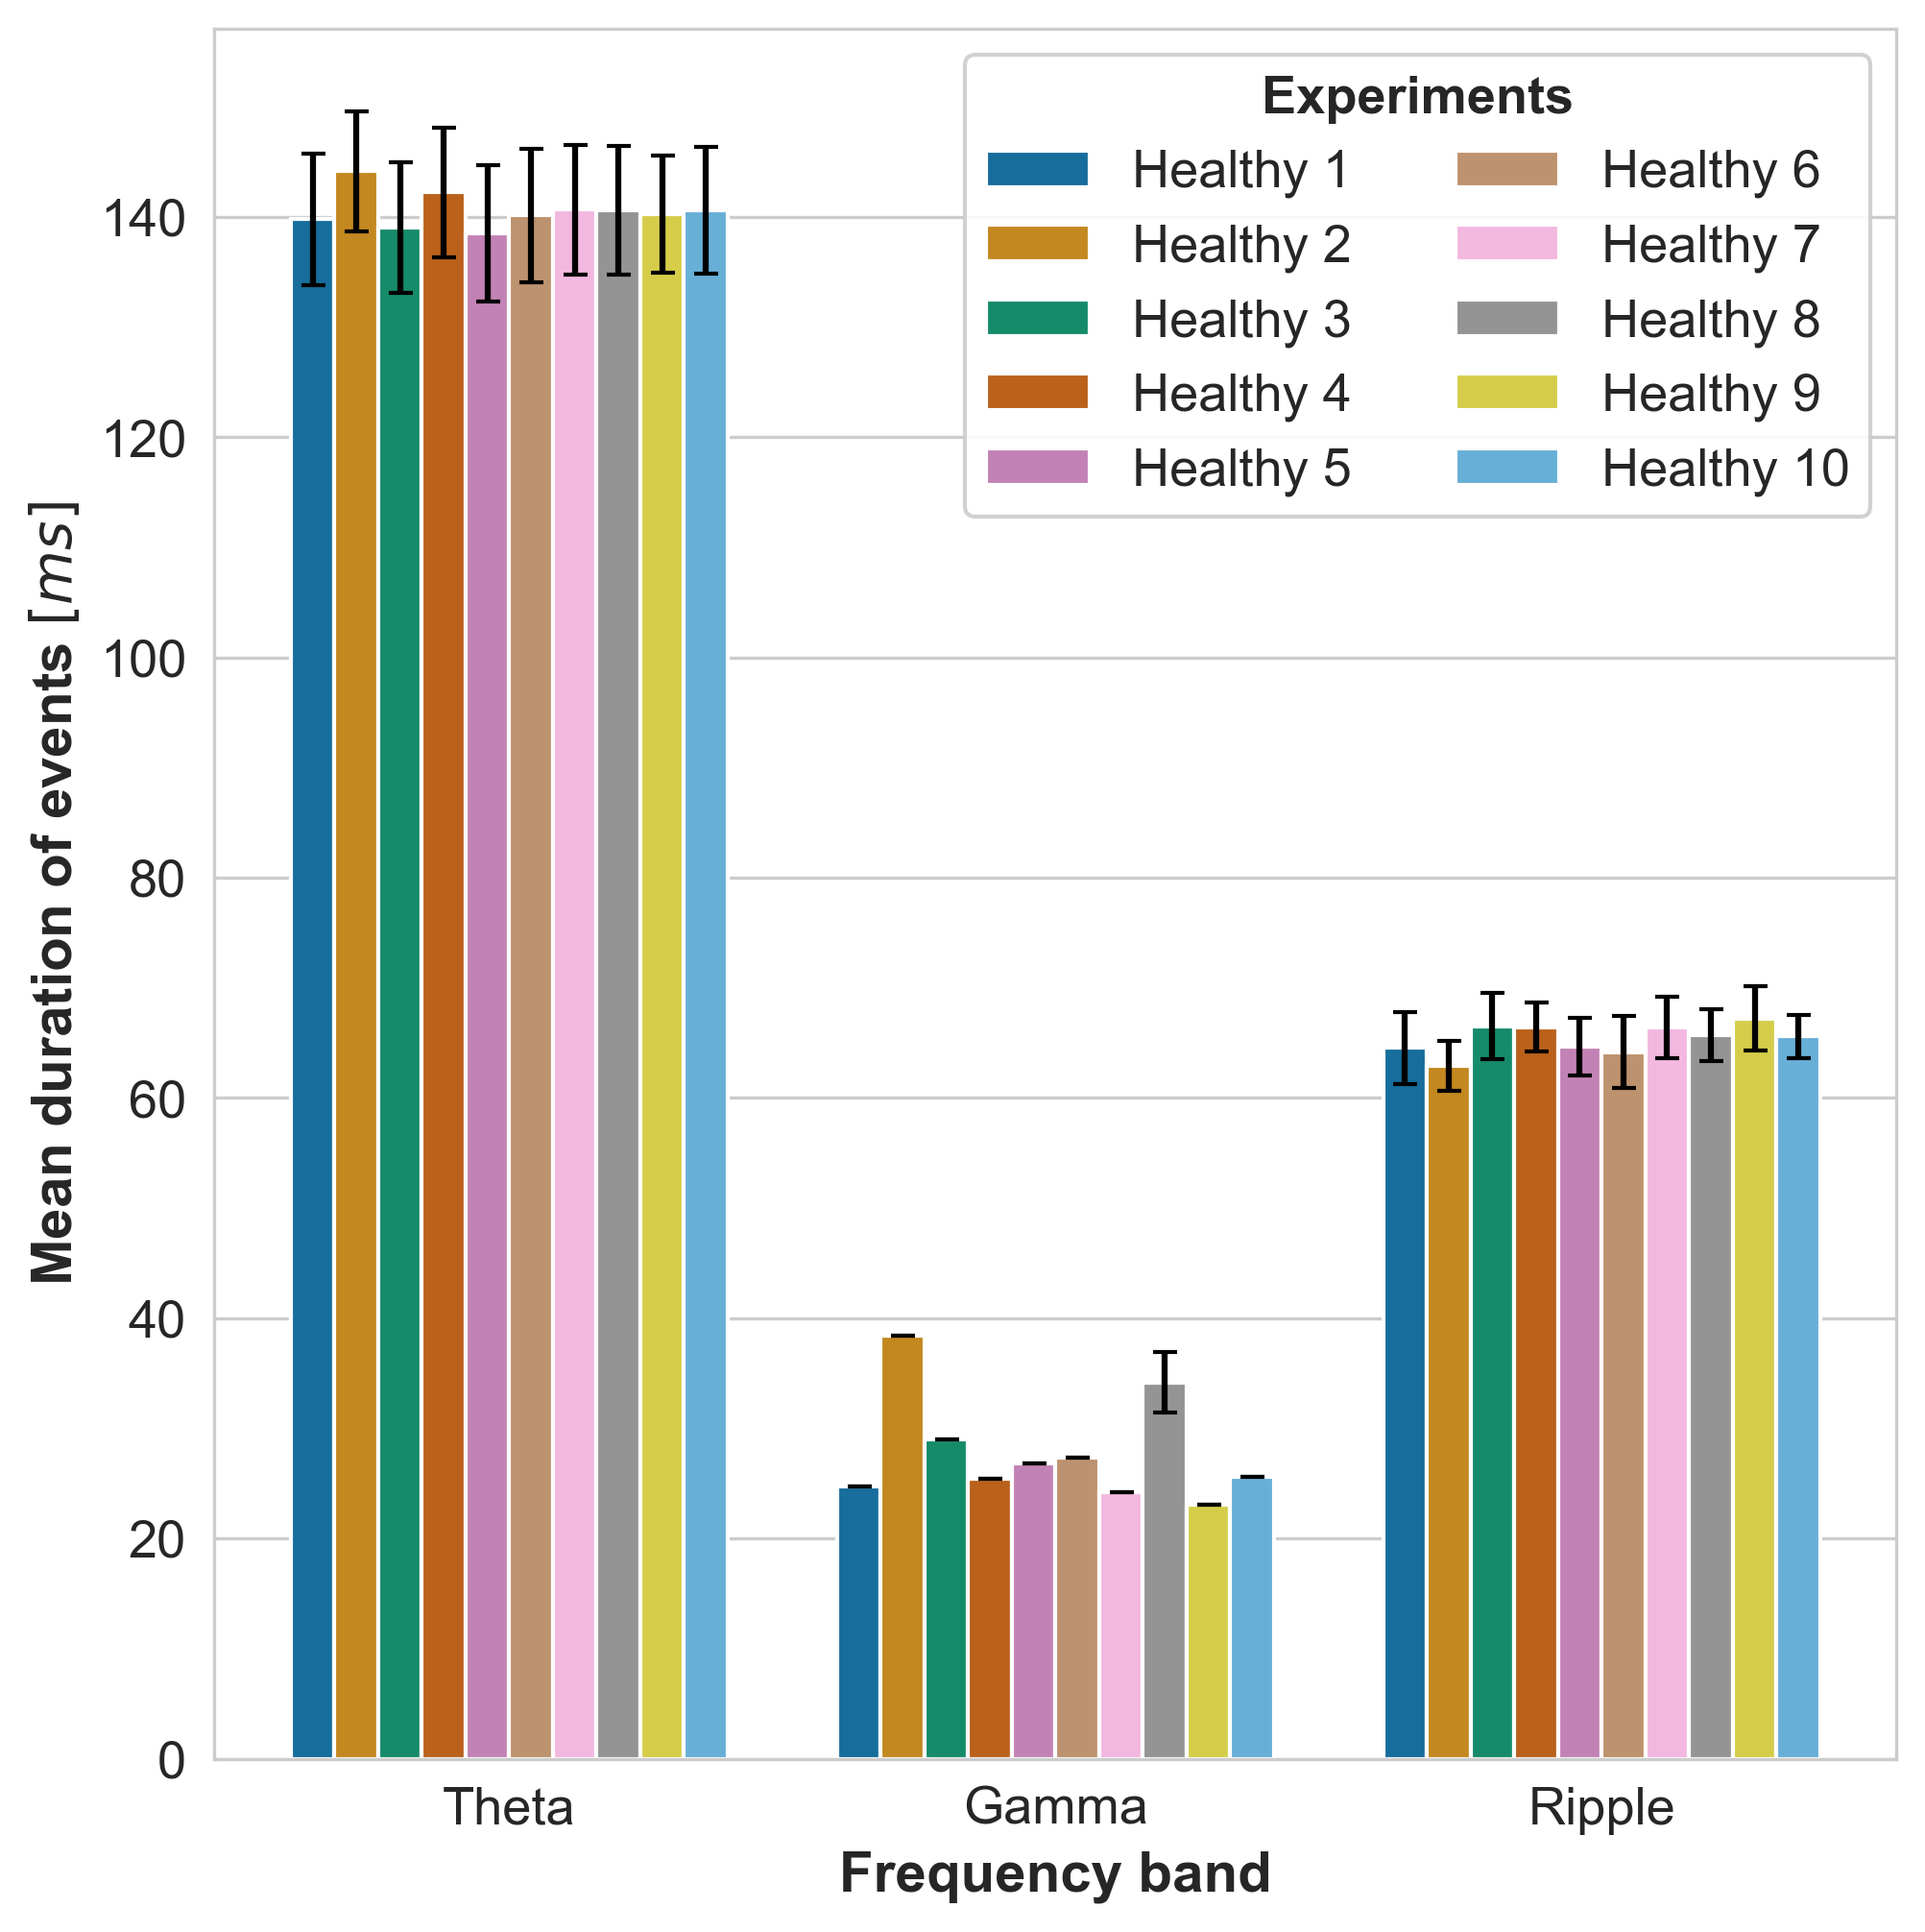 Experiments
Healthy 1
Healthy 2
Healthy 3
Healthy 4
Healthy 5
Healthy 6
Healthy 7
Healthy 8
Healthy 9
Healthy 10
Mean duration of events [ms]
140
120
100
80
60
40
20
0
Theta Gamma Ripple
Frequency band